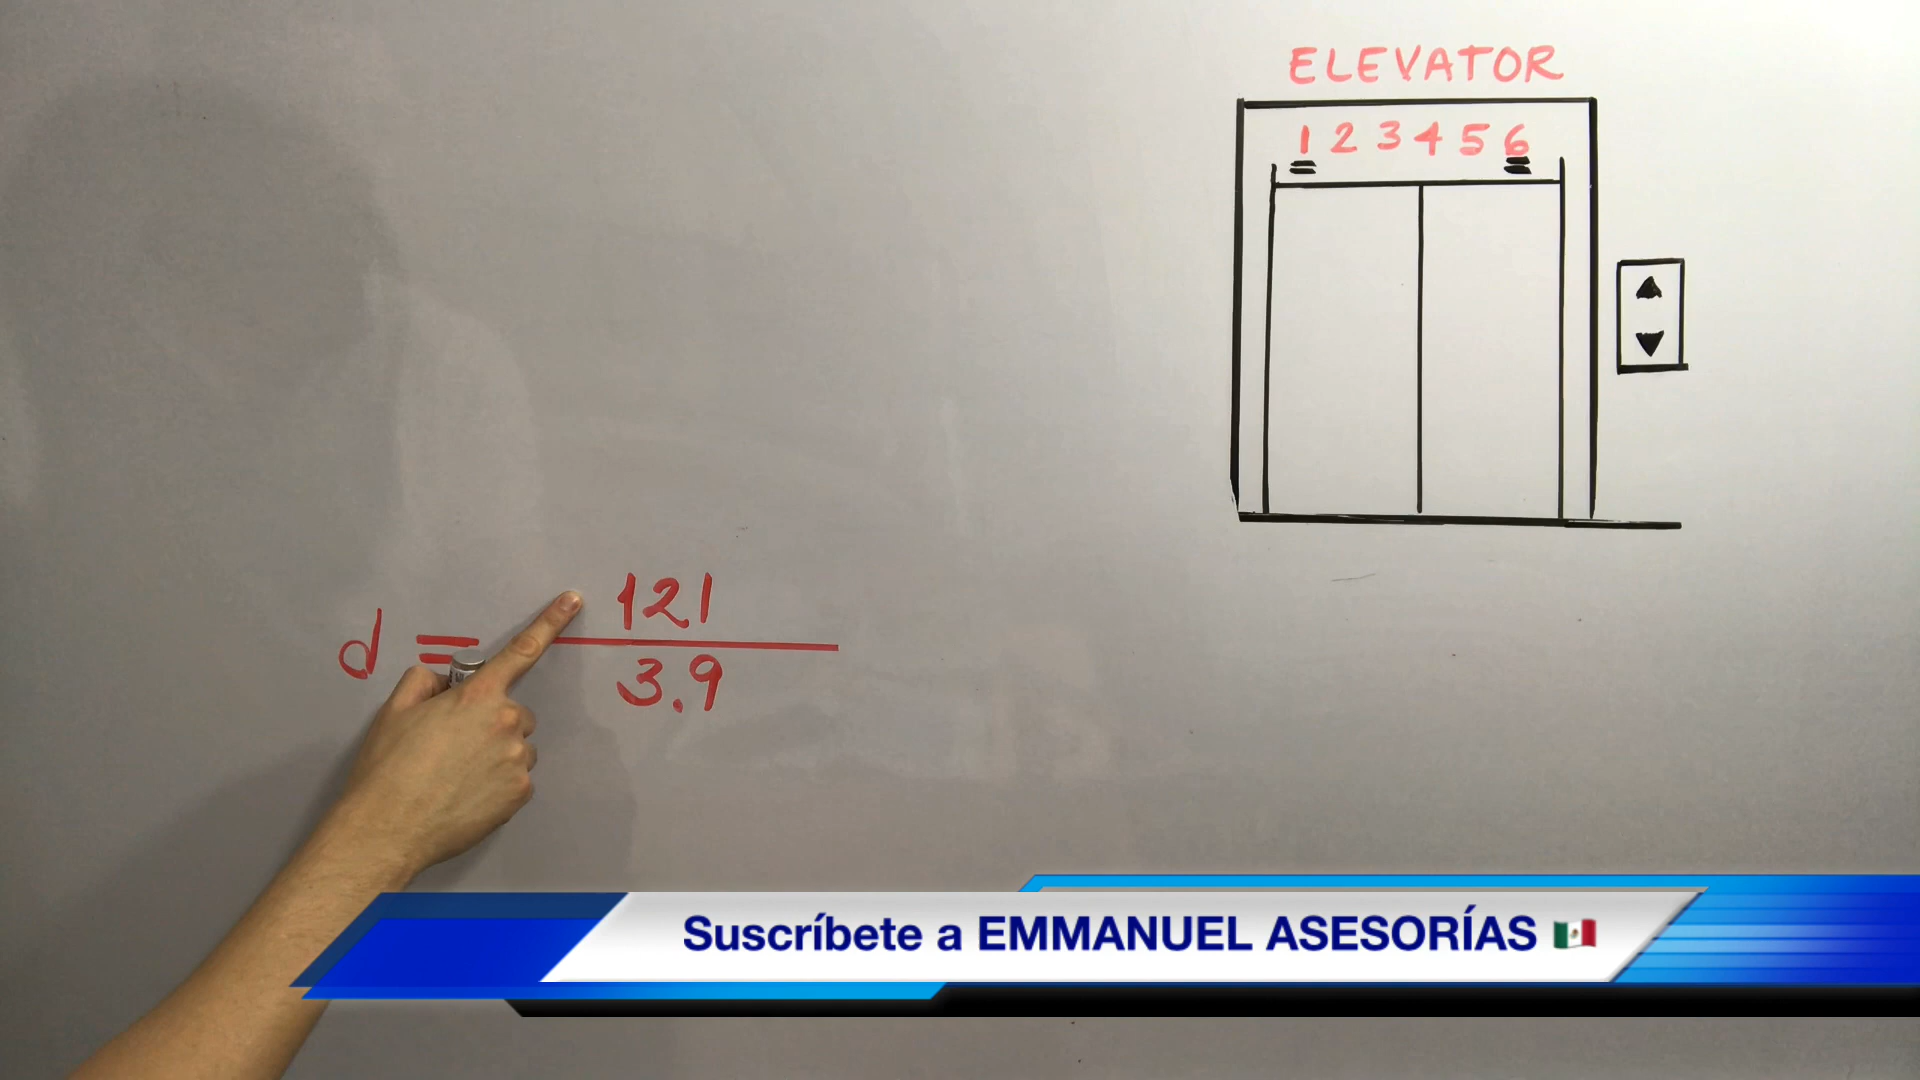 ELEVATOR
1 2 3 4 5 6
d = 121
3.9
Suscríbete a EMMANUEL ASESORÍAS 🇲🇽